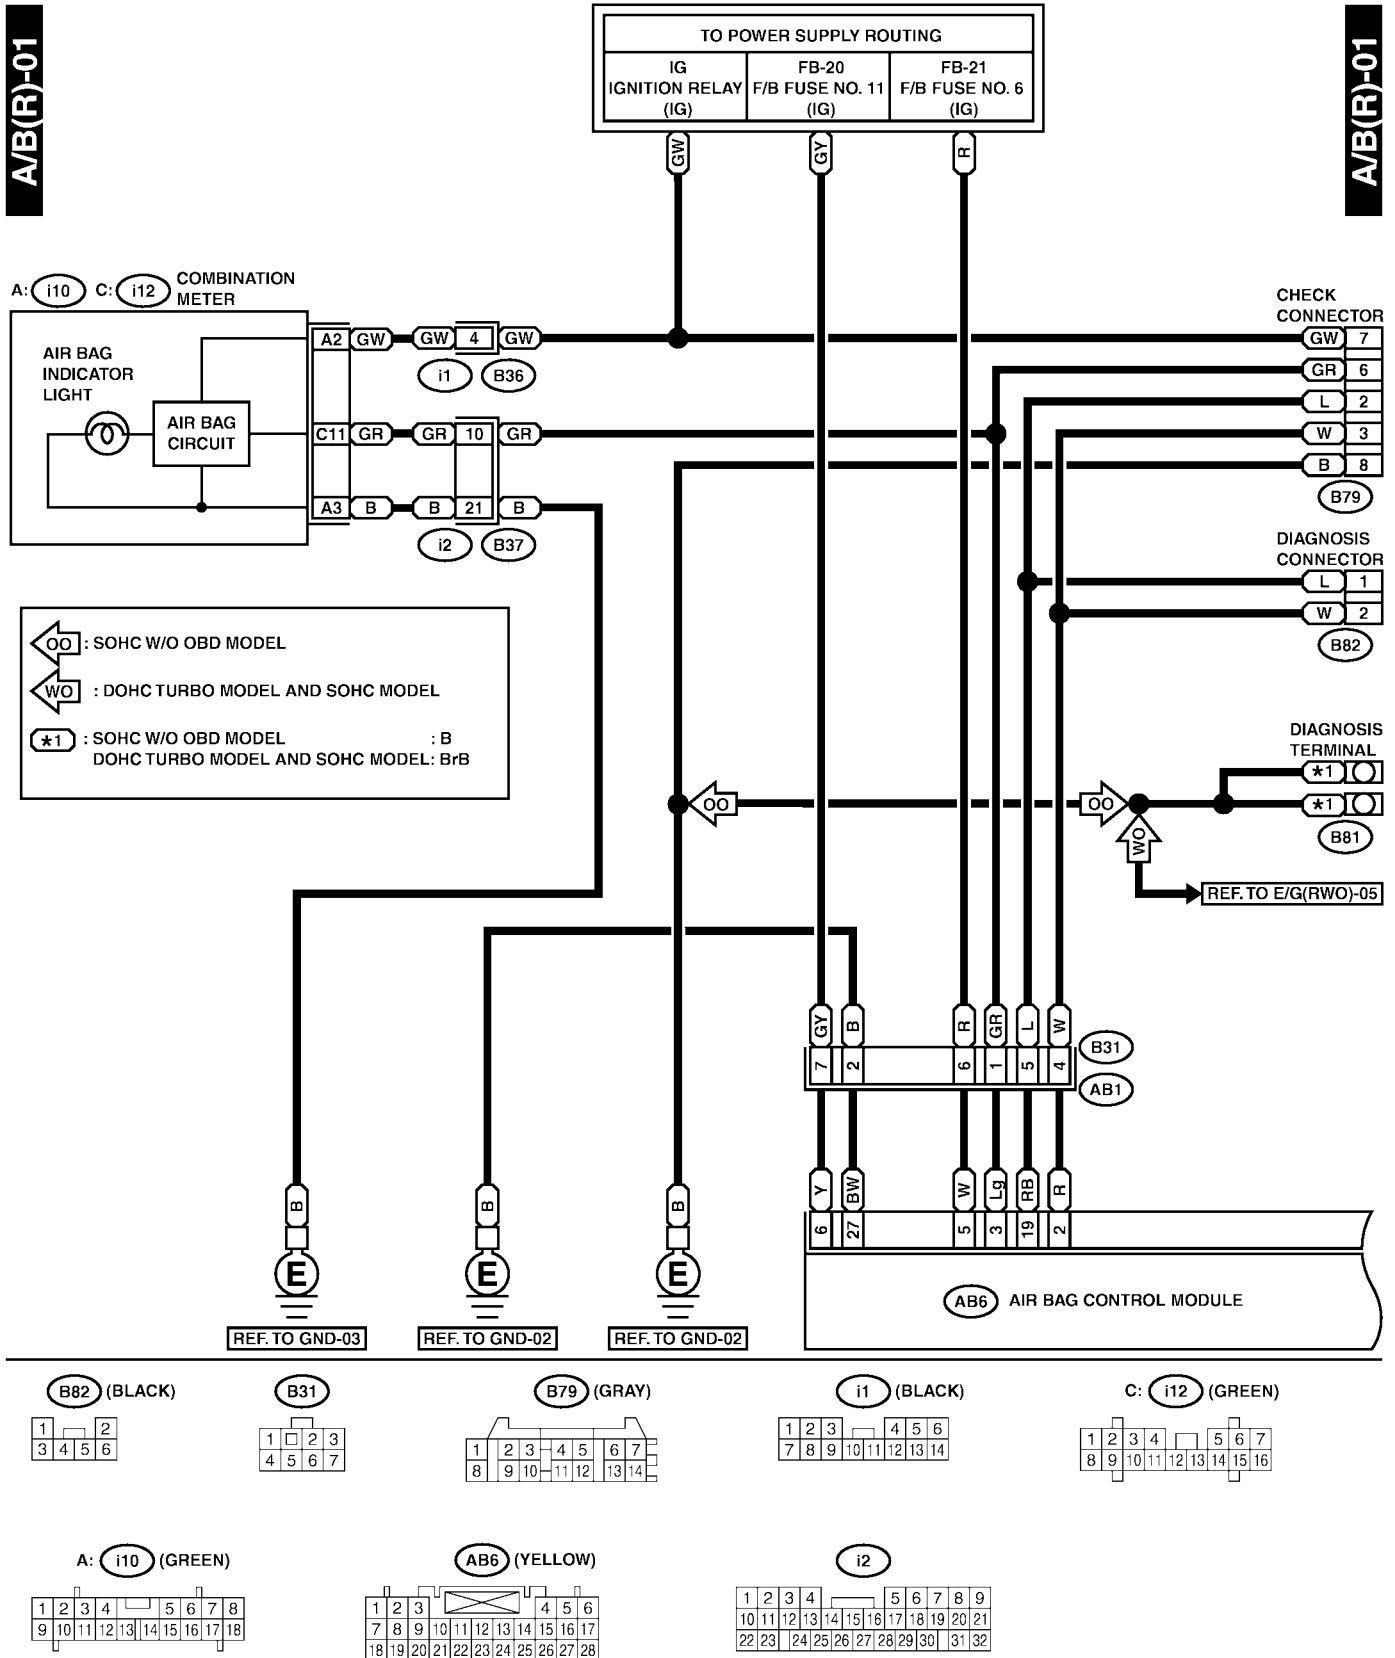 A/B(R)-01
A/B(R)-01
TO POWER SUPPLY ROUTING
IG
IGNITION RELAY
(IG)
FB-20
F/B FUSE NO. 11
(IG)
FB-21
F/B FUSE NO. 6
(IG)
GW
GY
R
A: i10 C: i12 COMBINATION
METER
AIR BAG
INDICATOR
LIGHT
AIR BAG
CIRCUIT
A2 GW GW 4 GW
i1 B36
C11 GR GR 10 GR
A3 B B 21 B
i2 B37
CHECK
CONNECTOR
GW 7
GR 6
L 2
W 3
B 8
B79
DIAGNOSIS
CONNECTOR
L 1
W 2
B82
OO : SOHC W/O OBD MODEL
WO : DOHC TURBO MODEL AND SOHC MODEL
*1 : SOHC W/O OBD MODEL : B
DOHC TURBO MODEL AND SOHC MODEL: BrB
DIAGNOSIS
TERMINAL
*1
OO OO *1
B81
WO
REF. TO E/G(RWO)-05
GY B R GR L W
7 2 6 1 5 4
B31
AB1
Y BW W Lg RB R
6 27 5 3 19 2
B B B
E E E
REF. TO GND-03 REF. TO GND-02 REF. TO GND-02
AB6 AIR BAG CONTROL MODULE
B82 (BLACK)
1 2
3 4 5 6
B31
1 2 3
4 5 6 7
B79 (GRAY)
1 2 3 4 5 6 7
8 9 10 11 12 13 14
i1 (BLACK)
1 2 3 4 5 6
7 8 9 10 11 12 13 14
C: i12 (GREEN)
1 2 3 4 5 6 7
8 9 10 11 12 13 14 15 16
A: i10 (GREEN)
1 2 3 4 5 6 7 8
9 10 11 12 13 14 15 16 17 18
AB6 (YELLOW)
1 2 3 4 5 6
7 8 9 10 11 12 13 14 15 16 17
18 19 20 21 22 23 24 25 26 27 28
i2
1 2 3 4 5 6 7 8 9
10 11 12 13 14 15 16 17 18 19 20 21
22 23 24 25 26 27 28 29 30 31 32